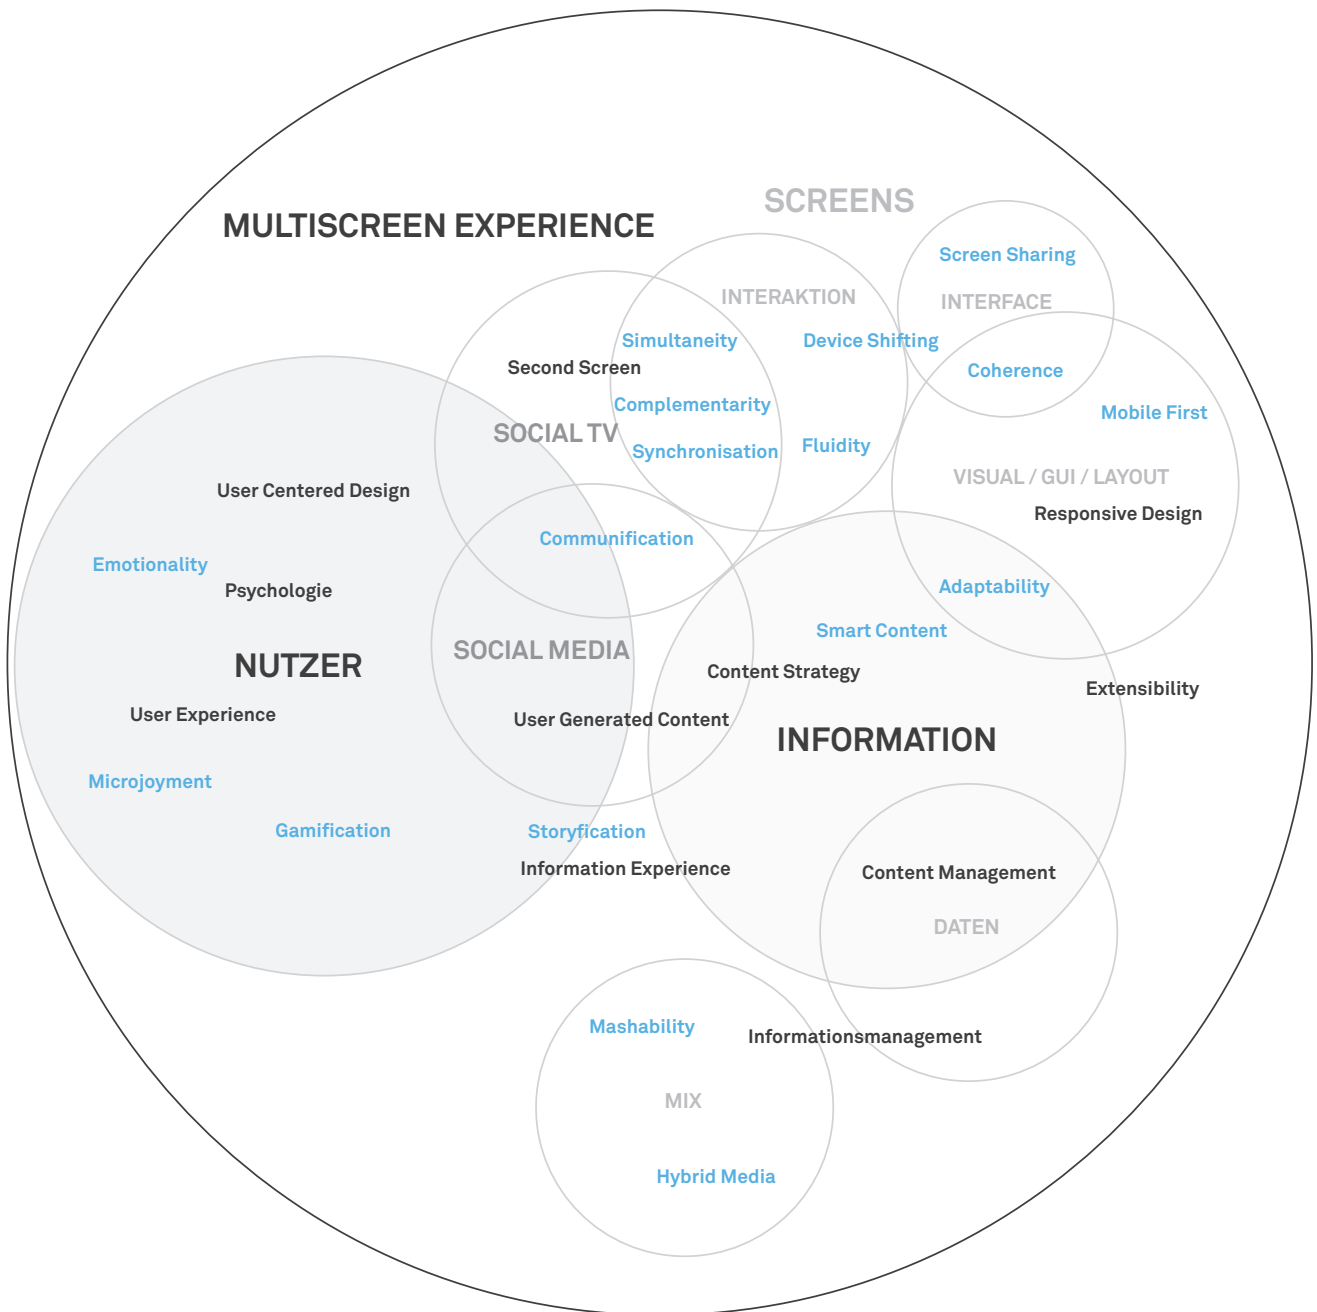 SCREENS
MULTISCREEN EXPERIENCE
Screen Sharing
INTERAKTION
INTERFACE
Simultaneity
Device Shifting
Second Screen
Coherence
Complementarity
Mobile First
SOCIAL TV
Synchronisation
Fluidity
VISUAL / GUI / LAYOUT
User Centered Design
Responsive Design
Communification
Emotionality
Psychologie
Adaptability
Smart Content
SOCIAL MEDIA
NUTZER
Content Strategy
Extensibility
User Experience
User Generated Content
INFORMATION
Microjoyment
Gamification
Storyfication
Information Experience
Content Management
DATEN
Mashability
Informationsmanagement
MIX
Hybrid Media